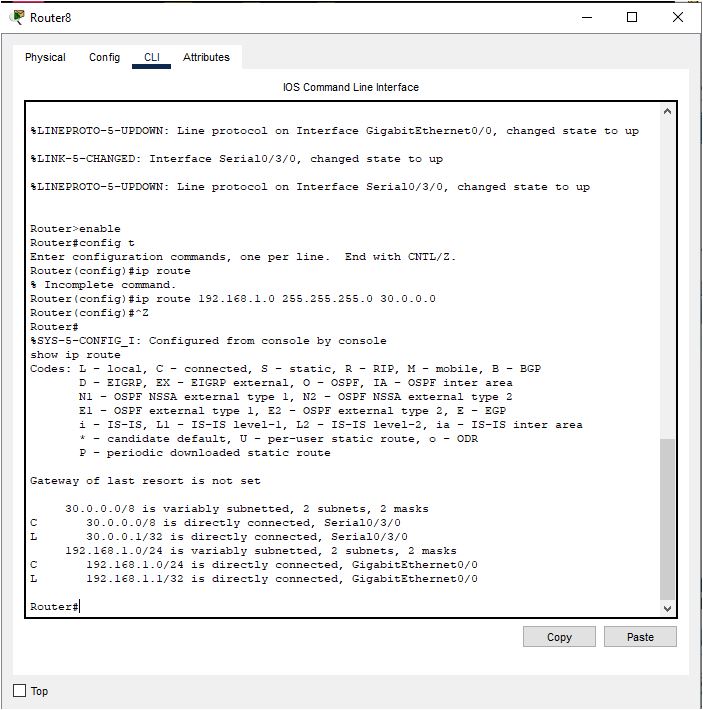 Router8
Physical Config CLI Attributes
IOS Command Line Interface
%LINEPROTO-5-UPDOWN: Line protocol on Interface GigabitEthernet0/0, changed state to up
%LINK-5-CHANGED: Interface Serial0/3/0, changed state to up
%LINEPROTO-5-UPDOWN: Line protocol on Interface Serial0/3/0, changed state to up
Router>enable
Router#config t
Enter configuration commands, one per line.  End with CNTL/Z.
Router(config)#ip route
% Incomplete command.
Router(config)#ip route 192.168.1.0 255.255.255.0 30.0.0.0
Router(config)#^Z
Router#
%SYS-5-CONFIG_I: Configured from console by console
show ip route
Codes: L - local, C - connected, S - static, R - RIP, M - mobile, B - BGP
       D - EIGRP, EX - EIGRP external, O - OSPF, IA - OSPF inter area
       N1 - OSPF NSSA external type 1, N2 - OSPF NSSA external type 2
       E1 - OSPF external type 1, E2 - OSPF external type 2, E - EGP
       i - IS-IS, L1 - IS-IS level-1, L2 - IS-IS level-2, ia - IS-IS inter area
       * - candidate default, U - per-user static route, o - ODR
       P - periodic downloaded static route
Gateway of last resort is not set
     30.0.0.0/8 is variably subnetted, 2 subnets, 2 masks
C       30.0.0.0/8 is directly connected, Serial0/3/0
L       30.0.0.1/32 is directly connected, Serial0/3/0
     192.168.1.0/24 is variably subnetted, 2 subnets, 2 masks
C       192.168.1.0/24 is directly connected, GigabitEthernet0/0
L       192.168.1.1/32 is directly connected, GigabitEthernet0/0
Router#
Copy Paste
Top